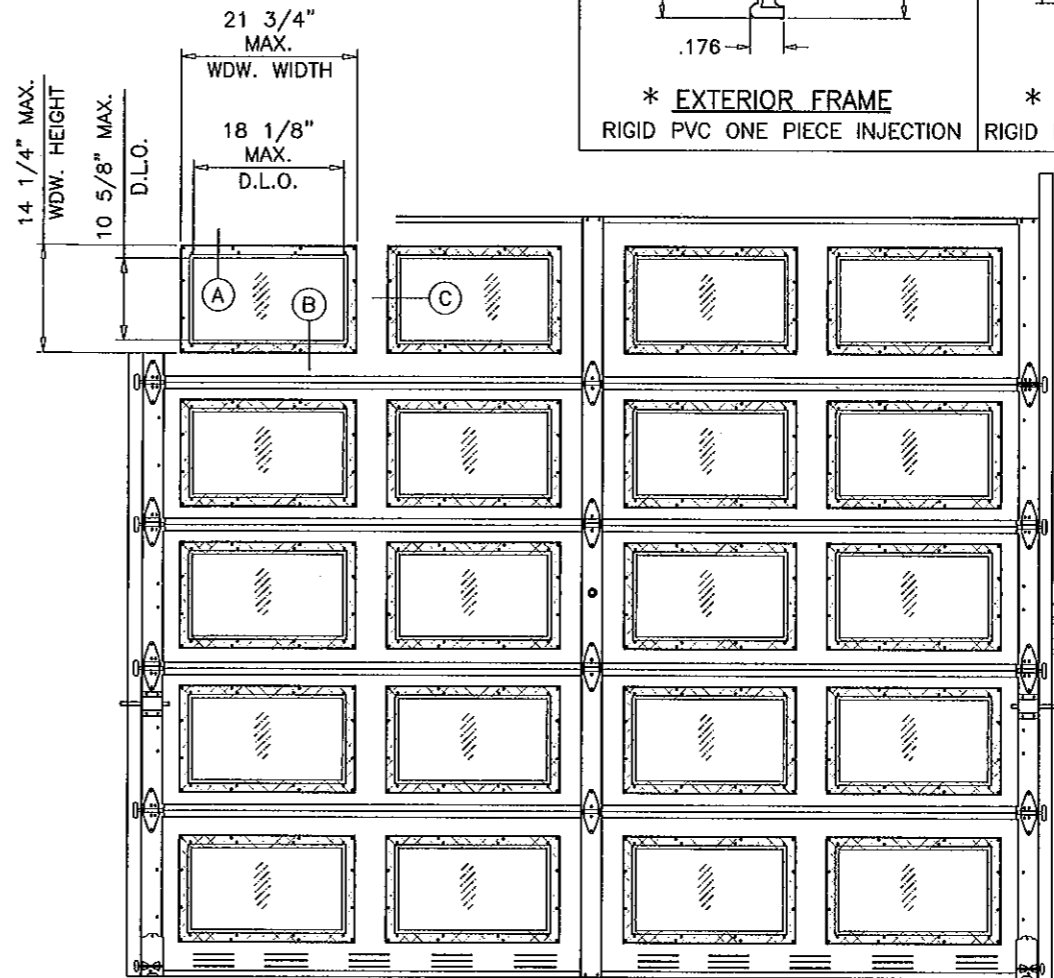 21 3/4"
MAX.
WDW. WIDTH
18 1/8"
MAX.
D.L.O.
14 1/4" MAX.
WDW. HEIGHT
10 5/8" MAX.
D.L.O.
.176
* EXTERIOR FRAME
RIGID PVC ONE PIECE INJECTION
*
RIGID
A
B
C